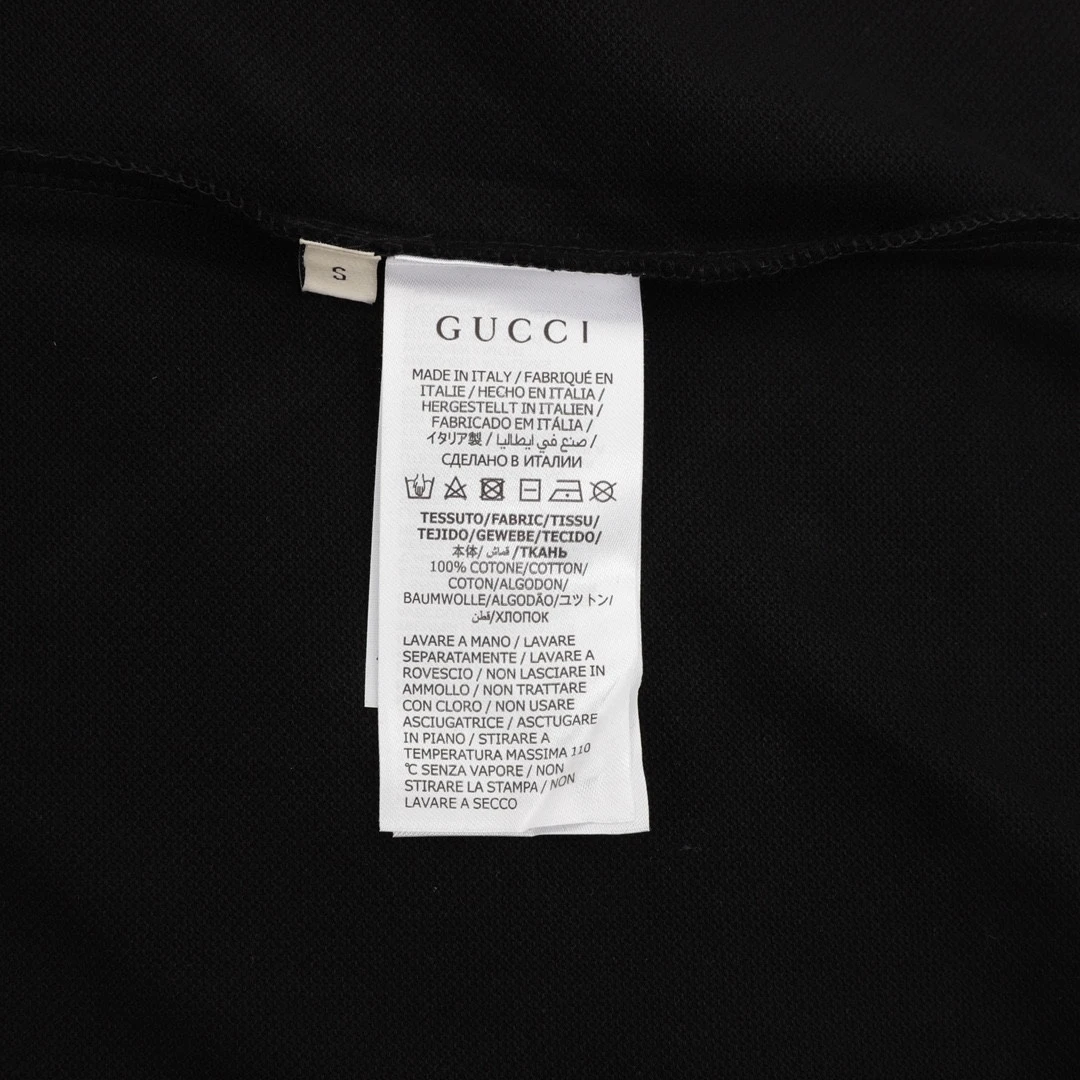 S
GUCCI
MADE IN ITALY / FABRIQUÉ EN
ITALIE / HECHO EN ITALIA /
HERGESTELLT IN ITALIEN /
FABRICADO EM ITÁLIA /
イタリア製 / صنع في ايطاليا /
СДЕЛАНО В ИТАЛИИ
TESSUTO/FABRIC/TISSU/
TEJIDO/GEWEBE/TECIDO/
本体/ قماش /ТКАНЬ
100% COTONE/COTTON/
COTON/ALGODON/
BAUMWOLLE/ALGODÃO/ユツトン/
قطن/ХЛОПОК
LAVARE A MANO / LAVARE
SEPARATAMENTE / LAVARE A
ROVESCIO / NON LASCIARE IN
AMMOLLO / NON TRATTARE
CON CLORO / NON USARE
ASCIUGATRICE / ASCTUGARE
IN PIANO / STIRARE A
TEMPERATURA MASSIMA 110
℃ SENZA VAPORE / NON
STIRARE LA STAMPA / NON
LAVARE A SECCO